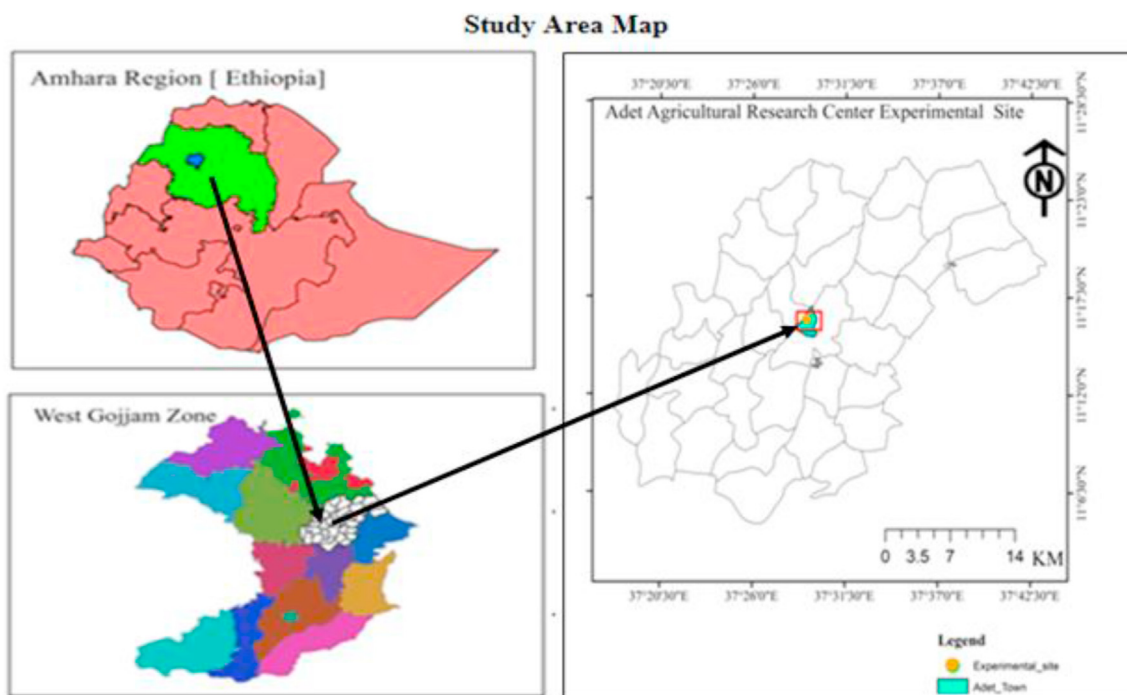 Study Area Map
Amhara Region [ Ethiopia]
West Gojjam Zone
37°20'30"E 37°26'0"E 37°31'30"E 37°37'0"E 37°42'30"E
Adet Agricultural Research Center Experimental Site
N
11°28'30"N
11°23'0"N
11°17'30"N
11°12'0"N
11°6'30"N
0 3.5 7 14 KM
37°20'30"E 37°26'0"E 37°31'30"E 37°37'0"E 37°42'30"E
Legend
Experimental_site
Adet_Town